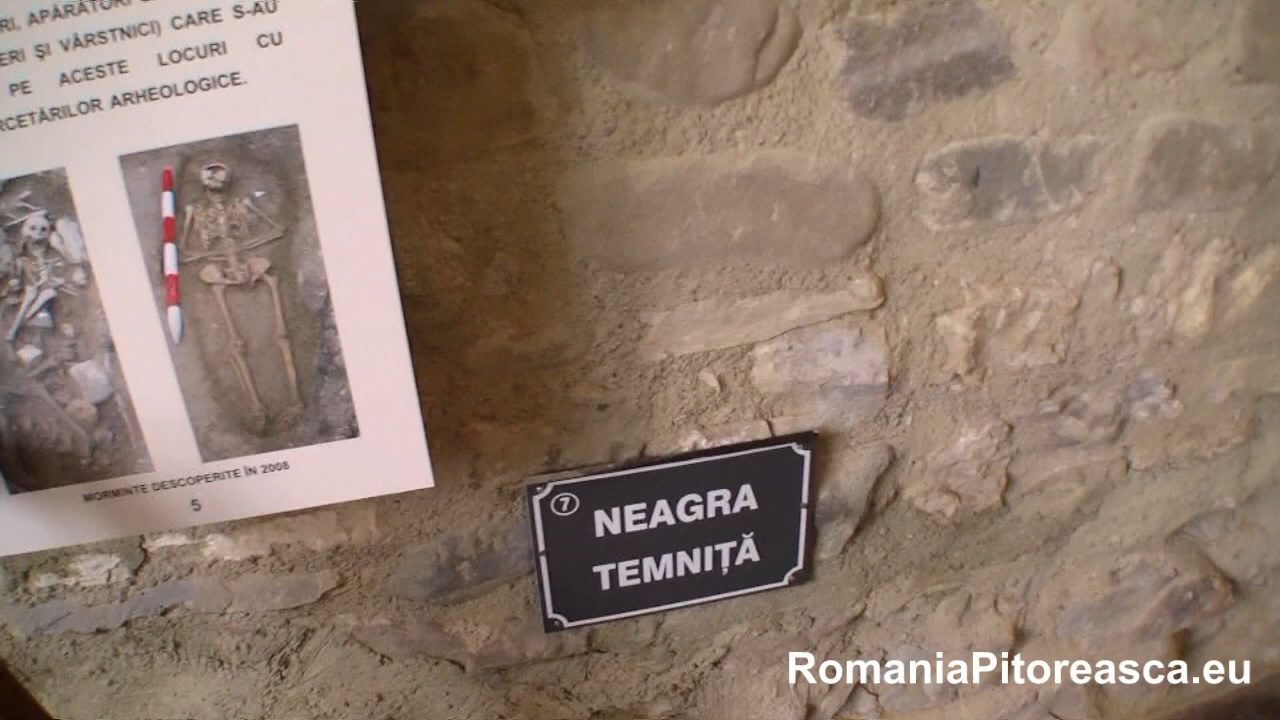 RI, APĂRĂTORI
ERI ŞI VÂRSTNICI) CARE S-AU
PE ACESTE LOCURI CU
RCETĂRILOR ARHEOLOGICE.
MORMINTE DESCOPERITE ÎN 2008
5
7
NEAGRA
TEMNIȚĂ
RomaniaPitoreasca.eu